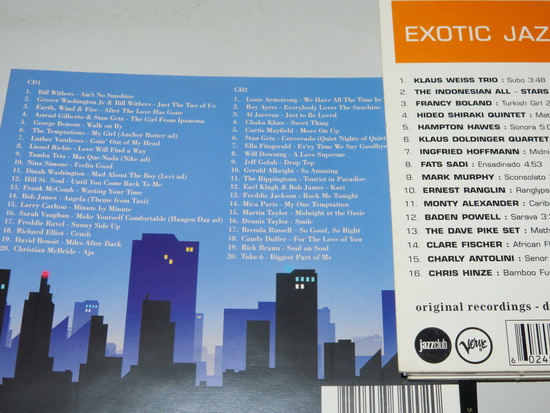 CD1
1. Bill Withers - Ain't No Sunshine
2. Grover Washington Jr & Bill Withers - Just The Two of Us
3. Earth, Wind & Fire - After The Love Has Gone
4. Astrud Gilberto & Stan Getz - The Girl From Ipanema
5. George Benson - Walk on By
6. The Temptations - My Girl (Anchor Butter ad)
7. Luther Vandross - Goin' Out of My Head
8. Lionel Richie - Love Will Find a Way
9. Tamba Trio - Mas Que Nada (Nike ad)
10. Nina Simone - Feelin Good
11. Dinah Washington - Mad About The Boy (Levi ad)
12. Hill St. Soul - Until You Come Back To Me
13. Frank McComb - Wasting Your Time
14. Bob James - Angela (Theme from Taxi)
15. Larry Carlton - Minute by Minute
16. Sarah Vaughan - Make Yourself Comfortable (Haagen Daz ad)
17. Freddie Ravel - Sunny Side Up
18. Richard Elliot - Crush
19. David Benoit - Miles After Dark
20. Christian McBride - Aja
CD2
1. Louis Armstrong - We Have All The Time In
2. Roy Ayers - Everybody Loves The Sunshine
3. Al Jarreau - Just to Be Loved
4. Chaka Khan - Sweet Thing
5. Curtis Mayfield - Move On Up
6. Stan Getz - Corcovado (Quiet Nights of Quiet
7. Ella Fitzgerald - Ev'ry Time We Say Goodbye
8. Will Downing - A Love Supreme
9. Jeff Golub - Drop Top
10. Gerald Albright - So Amazing
11. The Rippingtons - Tourist in Paradise
12. Earl Klugh & Bob James - Kari
13. Freddie Jackson - Rock Me Tonight
14. Mica Paris - My One Temptation
15. Martin Taylor - Midnight at the Oasis
16. Dennis Taylor - Smile
17. Brenda Russell - So Good, So Right
18. Candy Dulfer - For The Love of You
19. Rick Braun - Soul on Soul
20. Take 6 - Biggest Part of Me
EXOTIC JAZ
1. KLAUS WEISS TRIO : Subo 3:48
2. THE INDONESIAN ALL - STARS
3. FRANCY BOLAND : Turkish Girl 2
4. HIDEO SHIRAKI QUINTET : Mat
5. HAMPTON HAWES : Sonora 5:0
6. KLAUS DOLDINGER QUARTET
7. INGFRIED HOFFMANN : Andor
8. FATS SADI : Ensadinado 4:53
9. MARK MURPHY : Sconsolato
10. ERNEST RANGLIN : Ranglyps
11. MONTY ALEXANDER : Caribe
12. BADEN POWELL : Sarava 3:2
13. THE DAVE PIKE SET : Matho
14. CLARE FISCHER : African Fl
15. CHARLY ANTOLINI : Senor
16. CHRIS HINZE : Bamboo Fu
original recordings - d
jazzclub
Verve
6 024